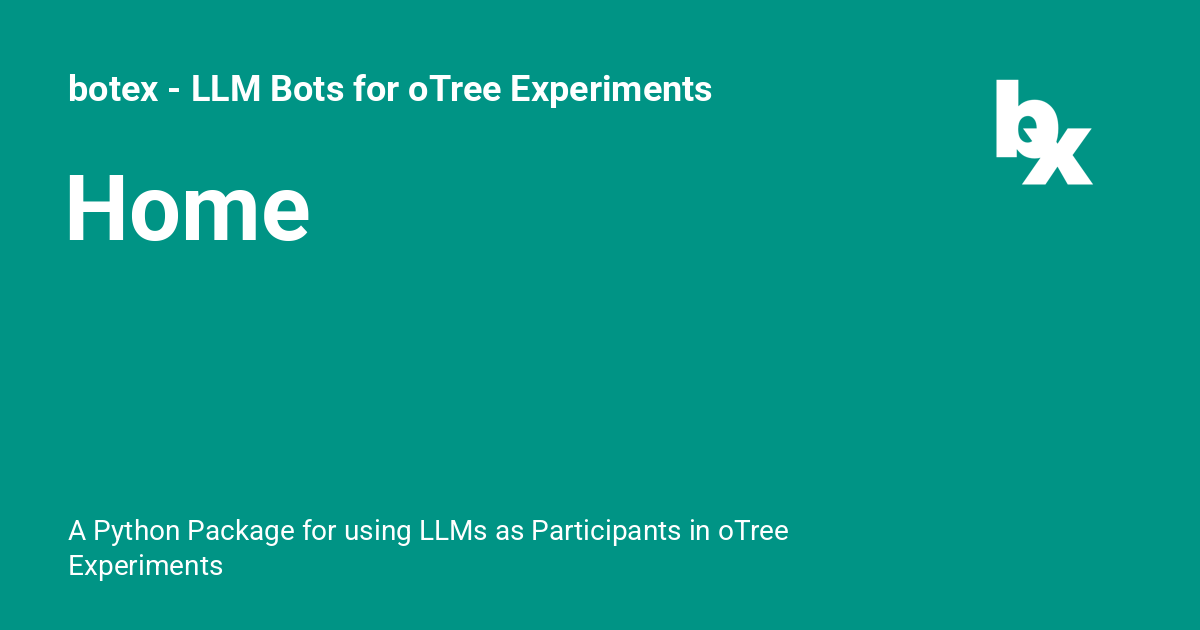 botex - LLM Bots for oTree Experiments
bx
Home
A Python Package for using LLMs as Participants in oTree
Experiments